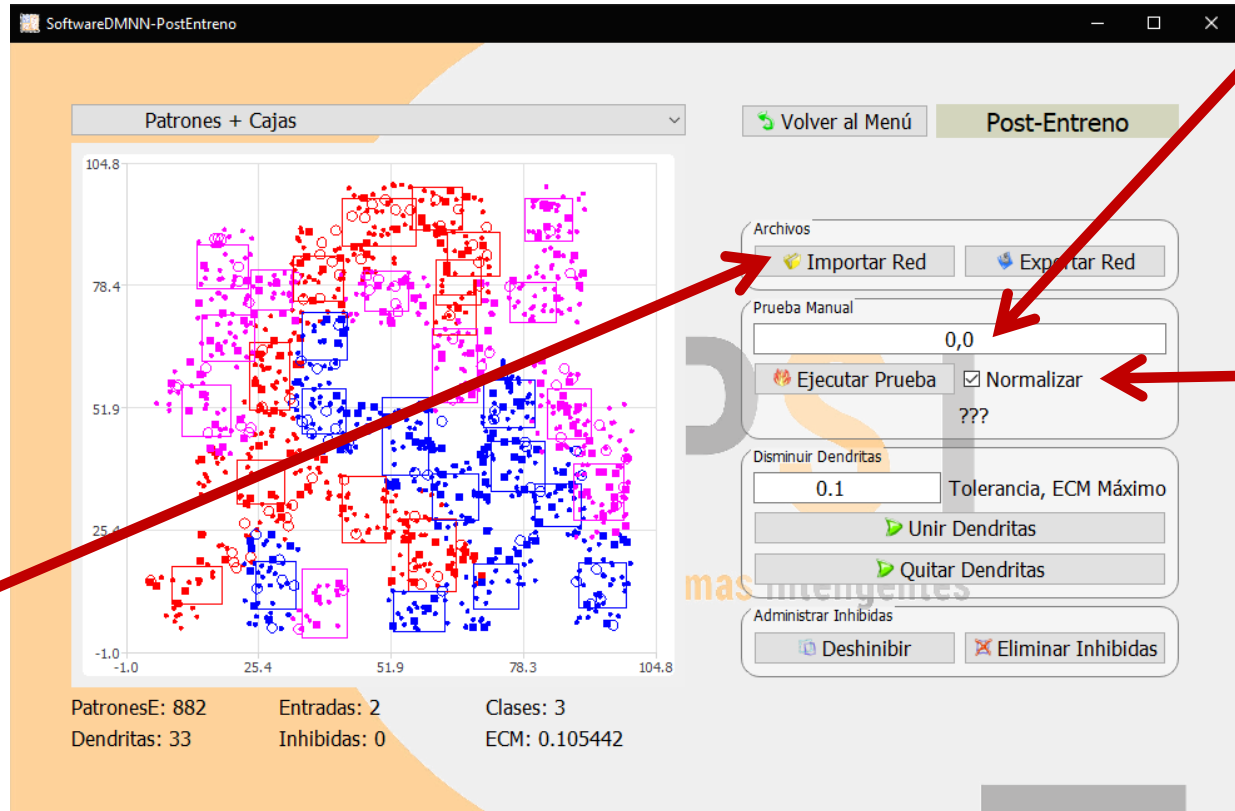 SoftwareDMNN-PostEntreno
Patrones + Cajas
Volver al Menú
Post-Entreno
104.8
78.4
51.9
25.4
-1.0
-1.0 25.4 51.9 78.3 104.8
Archivos
Importar Red
Exportar Red
Prueba Manual
0,0
Ejecutar Prueba
Normalizar
???
Disminuir Dendritas
0.1
Tolerancia, ECM Máximo
Unir Dendritas
Quitar Dendritas
mas inteligentes
Administrar Inhibidas
Deshinibir
Eliminar Inhibidas
PatronesE: 882 Entradas: 2 Clases: 3
Dendritas: 33 Inhibidas: 0 ECM: 0.105442